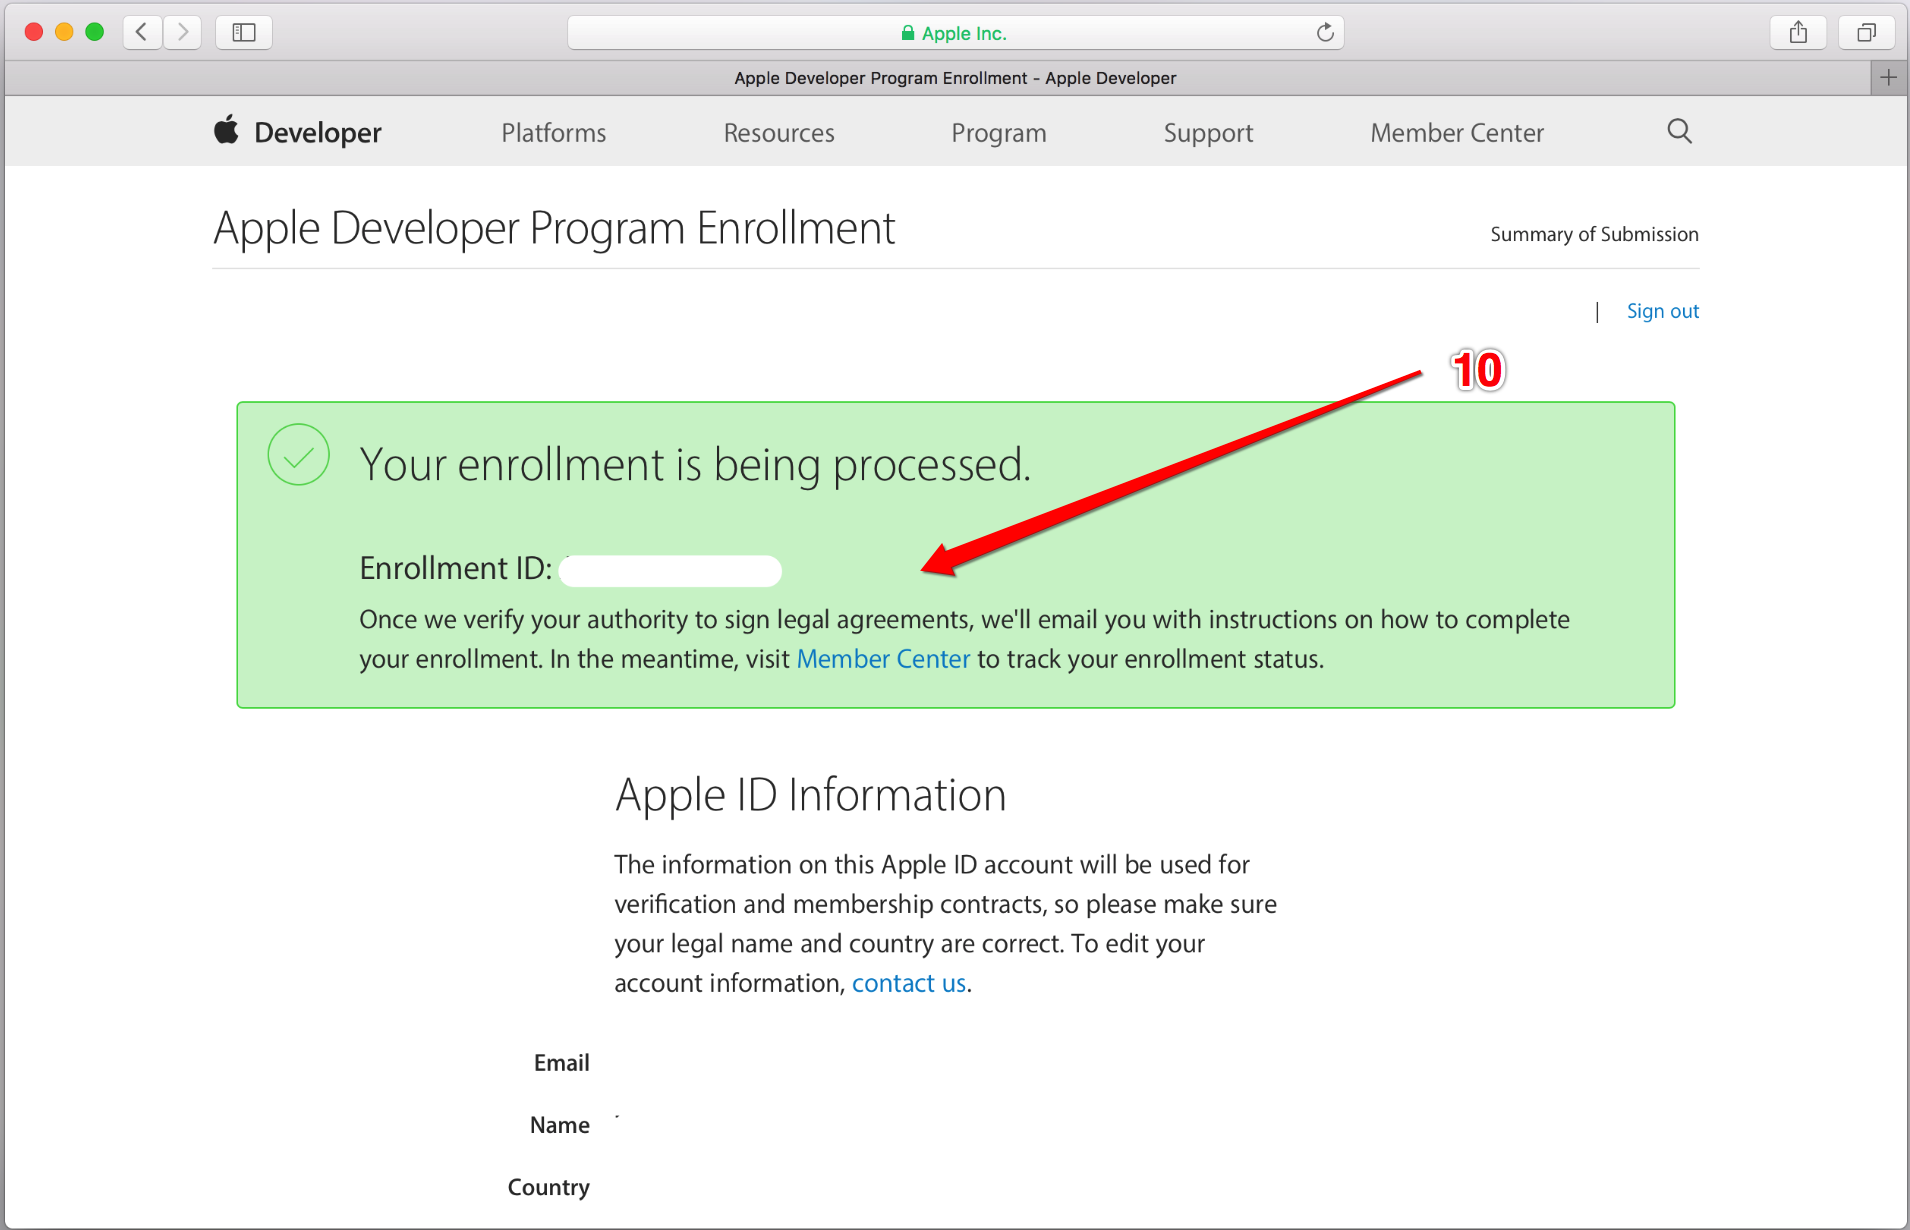 Apple Inc.
Apple Developer Program Enrollment - Apple Developer
Developer Platforms Resources Program Support Member Center
Apple Developer Program Enrollment
Summary of Submission
| Sign out
10
Your enrollment is being processed.
Enrollment ID:
Once we verify your authority to sign legal agreements, we'll email you with instructions on how to complete
your enrollment. In the meantime, visit Member Center to track your enrollment status.
Apple ID Information
The information on this Apple ID account will be used for
verification and membership contracts, so please make sure
your legal name and country are correct. To edit your
account information, contact us.
Email
Name
Country